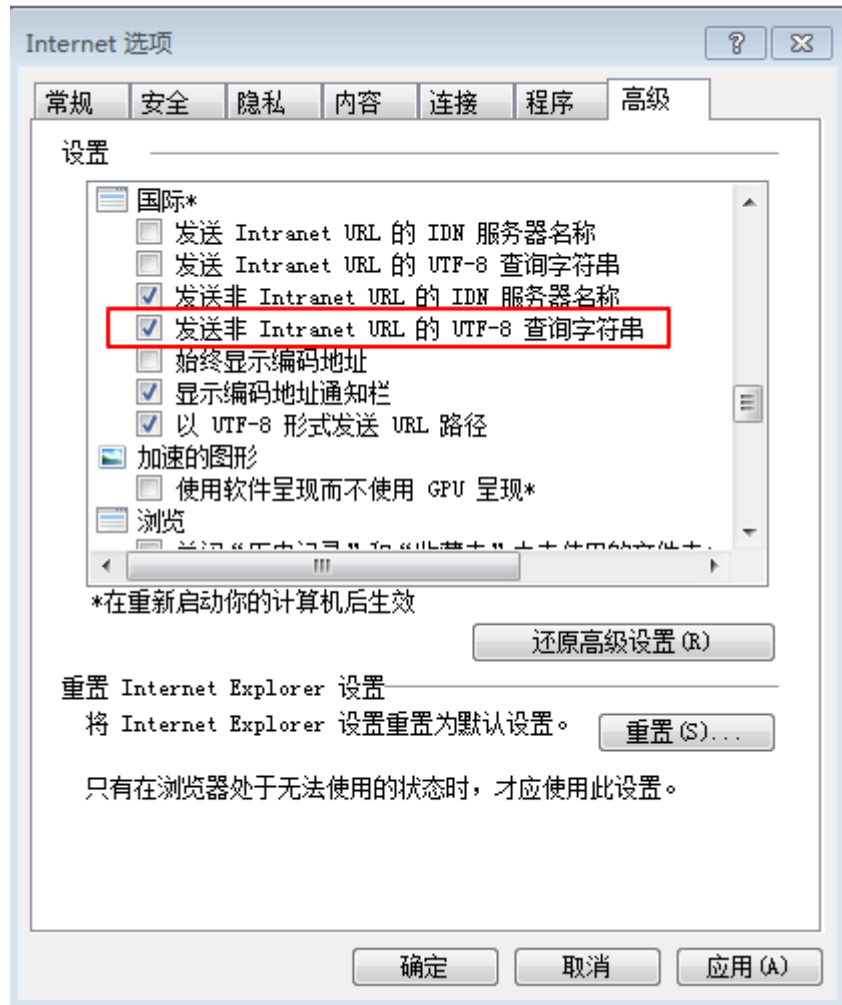 Internet 选项
常规 安全 隐私 内容 连接 程序 高级
设置
国际*
发送 Intranet URL 的 IDN 服务器名称
发送 Intranet URL 的 UTF-8 查询字符串
发送非 Intranet URL 的 IDN 服务器名称
发送非 Intranet URL 的 UTF-8 查询字符串
始终显示编码地址
显示编码地址通知栏
以 UTF-8 形式发送 URL 路径
加速的图形
使用软件呈现而不使用 GPU 呈现*
浏览
*在重新启动你的计算机后生效
还原高级设置(R)
重置 Internet Explorer 设置
将 Internet Explorer 设置重置为默认设置。
重置(S)...
只有在浏览器处于无法使用的状态时，才应使用此设置。
确定 取消 应用(A)